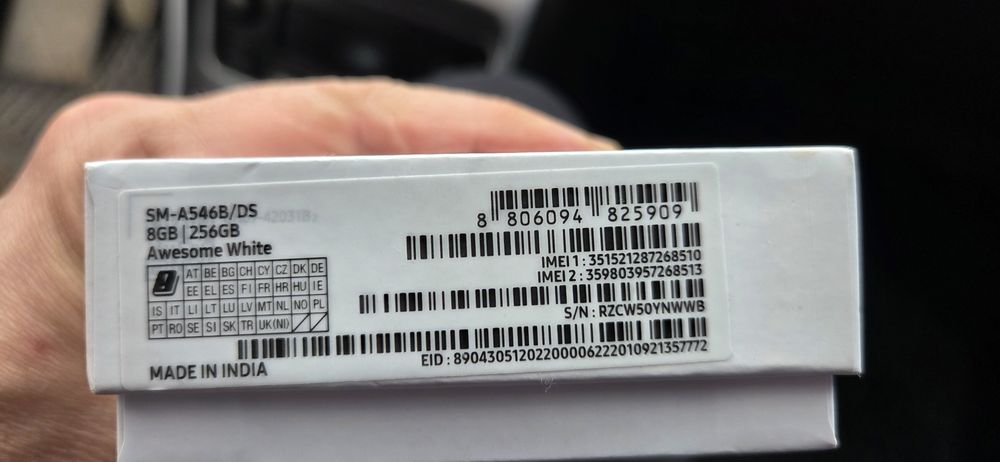 SM-A546B/DS
8GB | 256GB
Awesome White
8 806094 825909
IMEI 1 : 351521287268510
IMEI 2 : 359803957268513
S/N : RZCW50YNWWB
AT BE BG CH CY CZ DK DE
EE EL ES FI FR HR HU IE
IS IT LI LT LU LV MT NL NO PL
PT RO SE SI SK TR UK(NI)
EID : 89043051202200006222010921357772
MADE IN INDIA